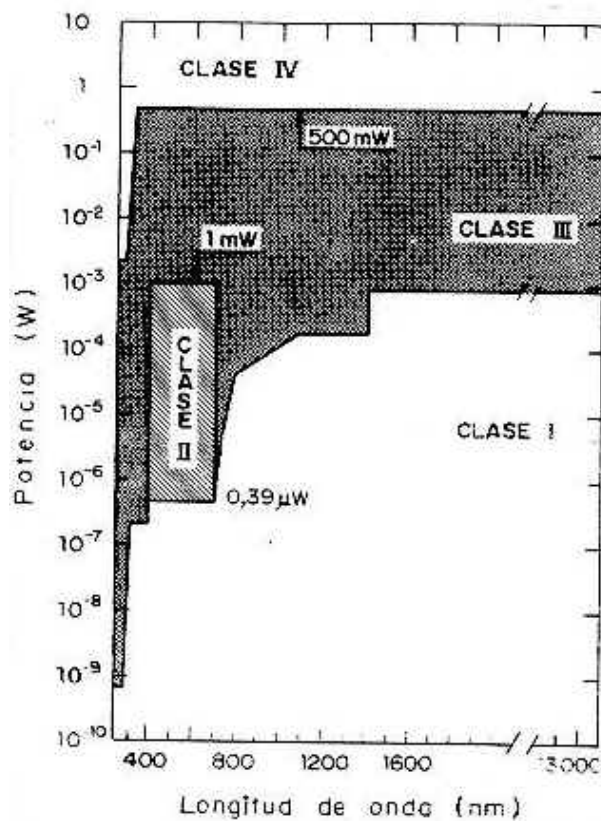 10
1
10⁻¹
10⁻²
10⁻³
10⁻⁴
10⁻⁵
10⁻⁶
10⁻⁷
10⁻⁸
10⁻⁹
10⁻¹⁰
Potencia (W)
CLASE IV
500 mW
1 mW
CLASE III
CLASE II
CLASE I
0,39 µW
400
800
1200
1600
13000
Longitud de onda (nm)